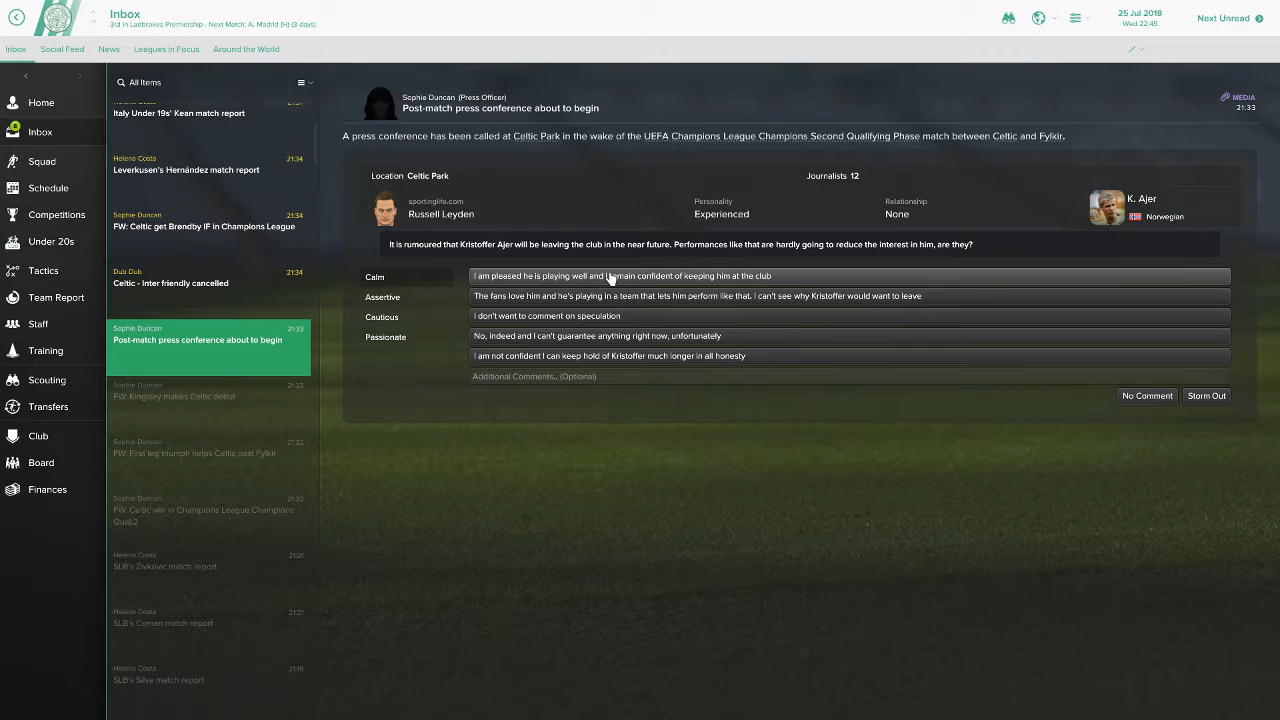 Inbox
3rd in Ladbrokes Premiership - Next Match: A. Madrid (H) (3 days)
25 Jul 2018
Wed 22:45
Next Unread
Inbox
Social Feed
News
Leagues in Focus
Around the World
Home
6
Inbox
Squad
Schedule
Competitions
Under 20s
Tactics
Team Report
Staff
Training
Scouting
Transfers
Club
Board
Finances
All Items
Helena Costa 21:37
Italy Under 19s' Kean match report
Helena Costa 21:34
Leverkusen's Hernández match report
Sophie Duncan 21:34
FW: Celtic get Brøndby IF in Champions League
Dub Dub 21:34
Celtic - Inter friendly cancelled
Sophie Duncan 21:33
Post-match press conference about to begin
Sophie Duncan 21:33
FW: Kingsley makes Celtic debut
Sophie Duncan 21:32
FW: First leg triumph helps Celtic past Fylkir
Sophie Duncan 21:32
FW: Celtic win in Champions League Champions
Qual.2
Helena Costa 21:21
SLB's Zivkovic match report
Helena Costa 21:21
SLB's Coman match report
Helena Costa 21:16
SLB's Silva match report
Sophie Duncan (Press Officer)
Post-match press conference about to begin
MEDIA
21:33
A press conference has been called at Celtic Park in the wake of the UEFA Champions League Champions Second Qualifying Phase match between Celtic and Fylkir.
Location Celtic Park
Journalists 12
sportinglife.com
Russell Leyden
Personality
Experienced
Relationship
None
K. Ajer
Norwegian
It is rumoured that Kristoffer Ajer will be leaving the club in the near future. Performances like that are hardly going to reduce the interest in him, are they?
Calm
Assertive
Cautious
Passionate
I am pleased he is playing well and I remain confident of keeping him at the club
The fans love him and he's playing in a team that lets him perform like that. I can't see why Kristoffer would want to leave
I don't want to comment on speculation
No, indeed and I can't guarantee anything right now, unfortunately
I am not confident I can keep hold of Kristoffer much longer in all honesty
Additional Comments.. (Optional)
No Comment
Storm Out